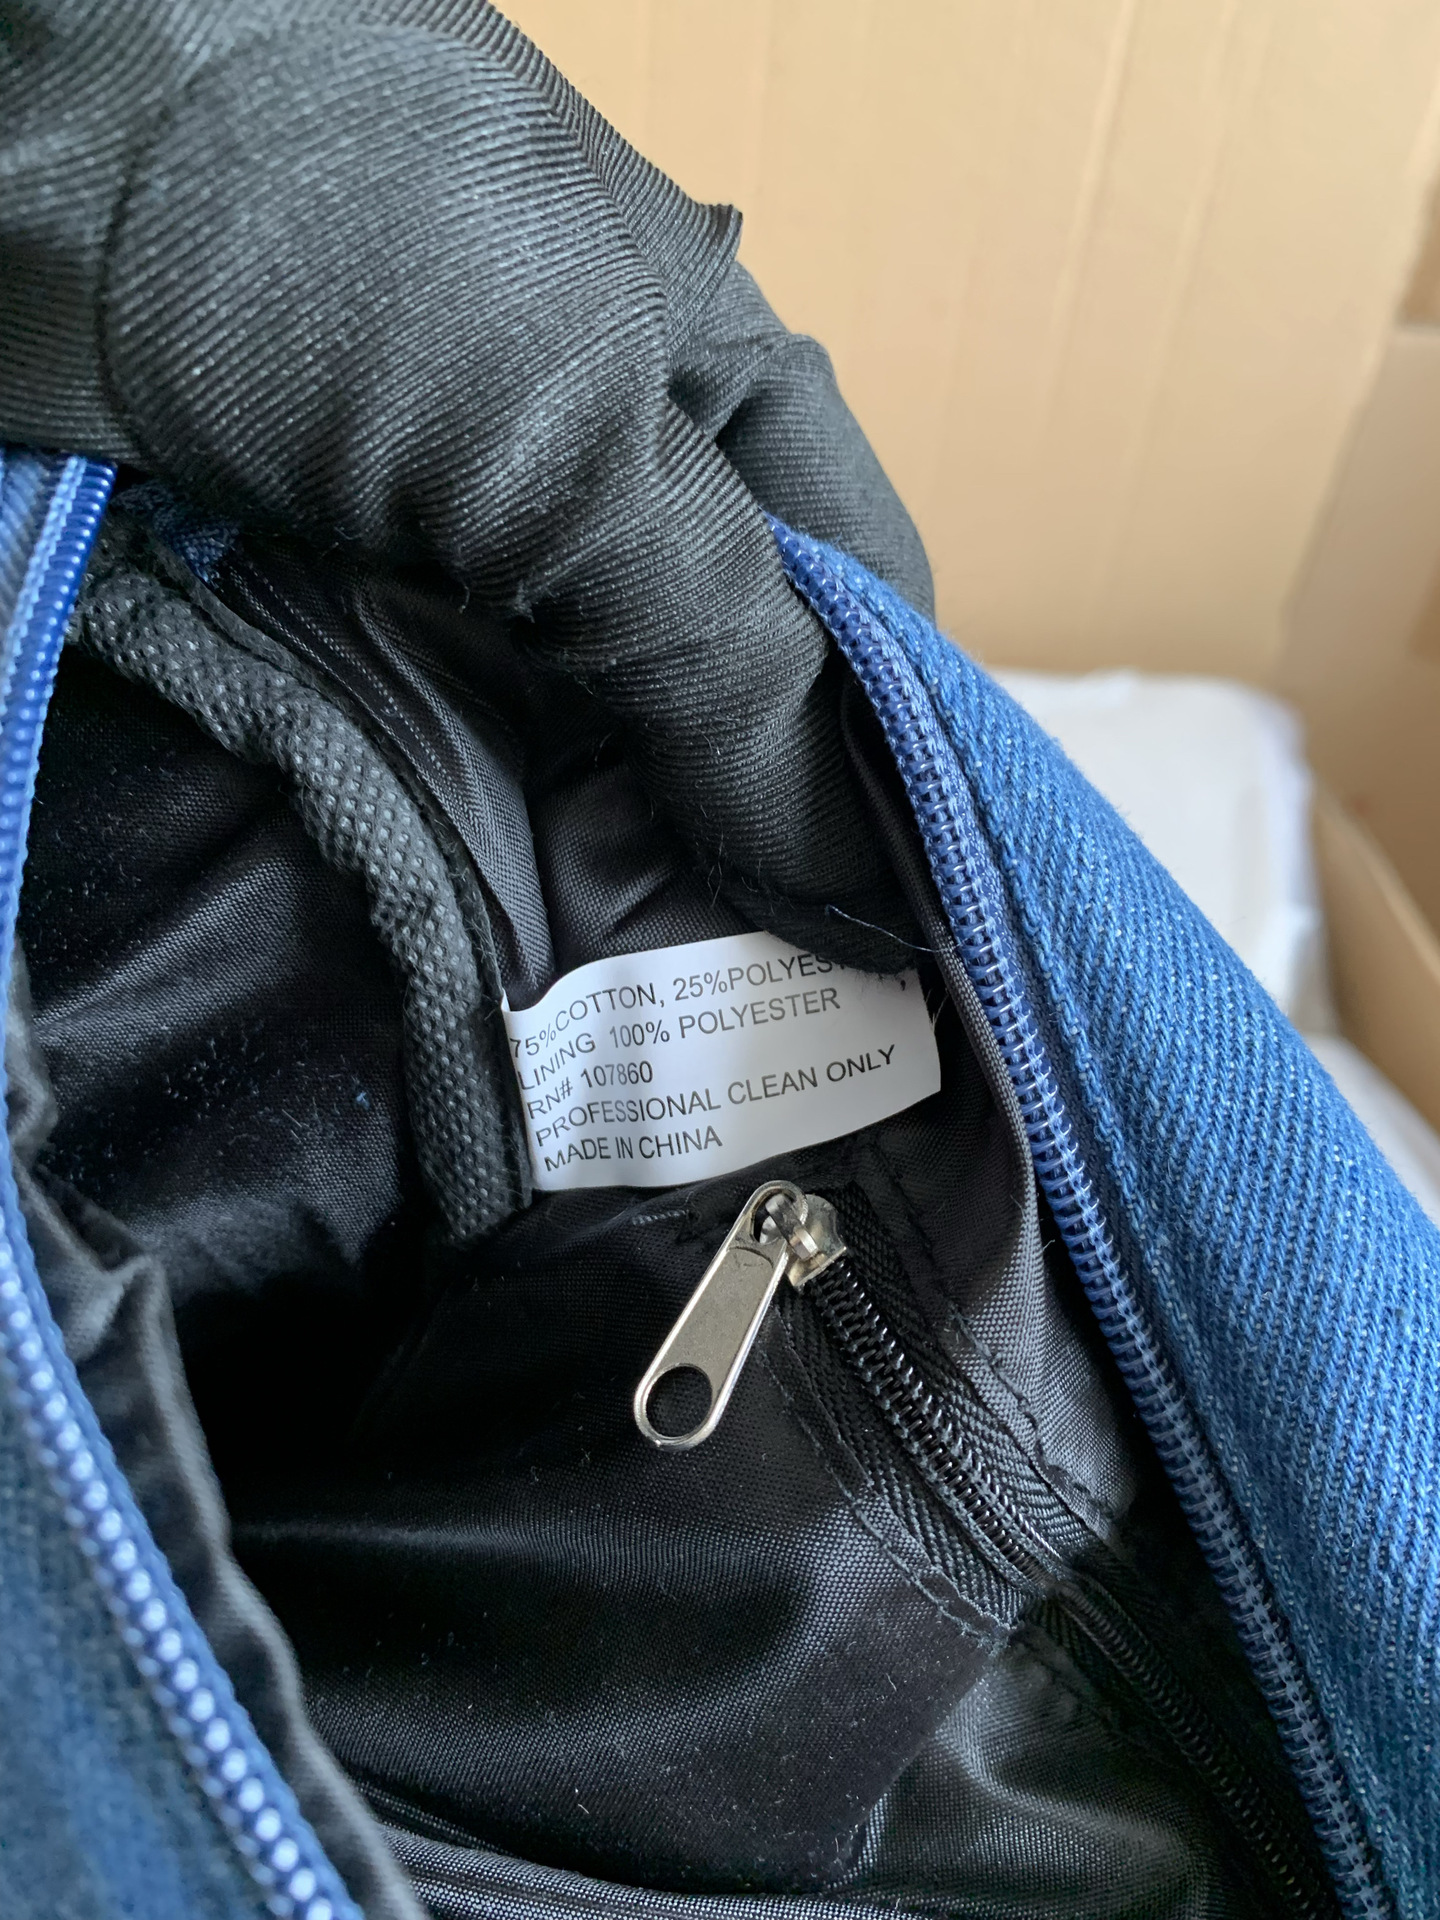 75%COTTON, 25%POLYES
LINING 100% POLYESTER
RN# 107860
PROFESSIONAL CLEAN ONLY
MADE IN CHINA